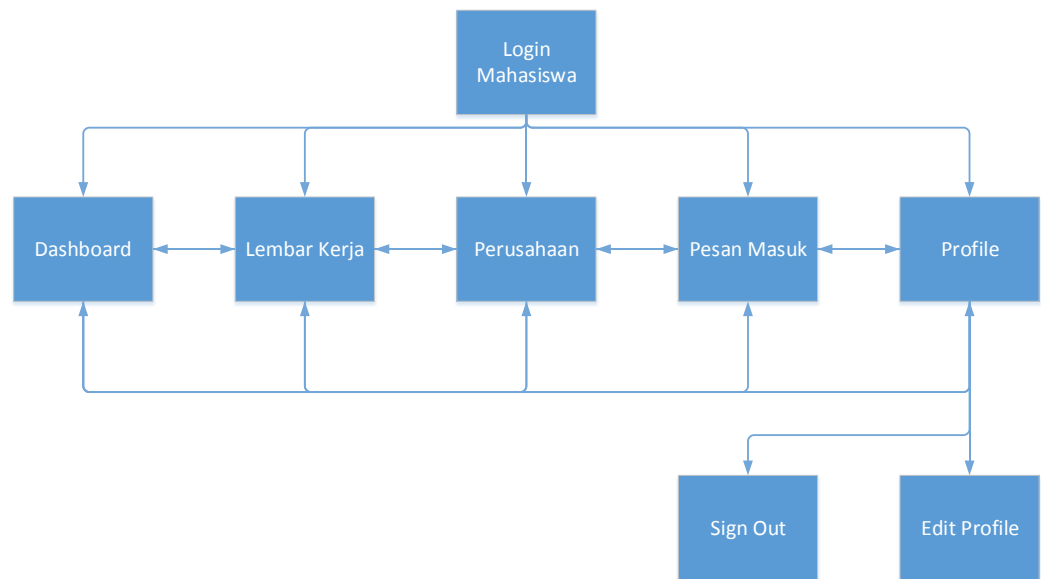 Login
Mahasiswa
Dashboard
Lembar Kerja
Perusahaan
Pesan Masuk
Profile
Sign Out
Edit Profile